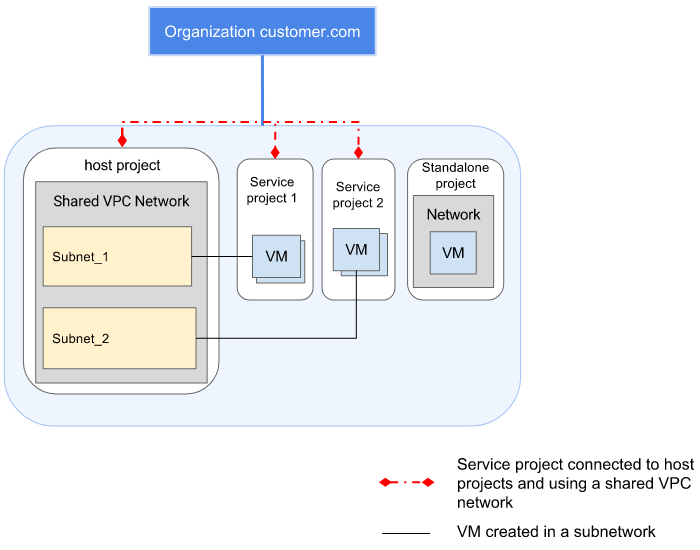 Organization customer.com
host project
Shared VPC Network
Subnet_1
Subnet_2
Service
project 1
VM
Service
project 2
VM
Standalone
project
Network
VM
Service project connected to host
projects and using a shared VPC
network
VM created in a subnetwork